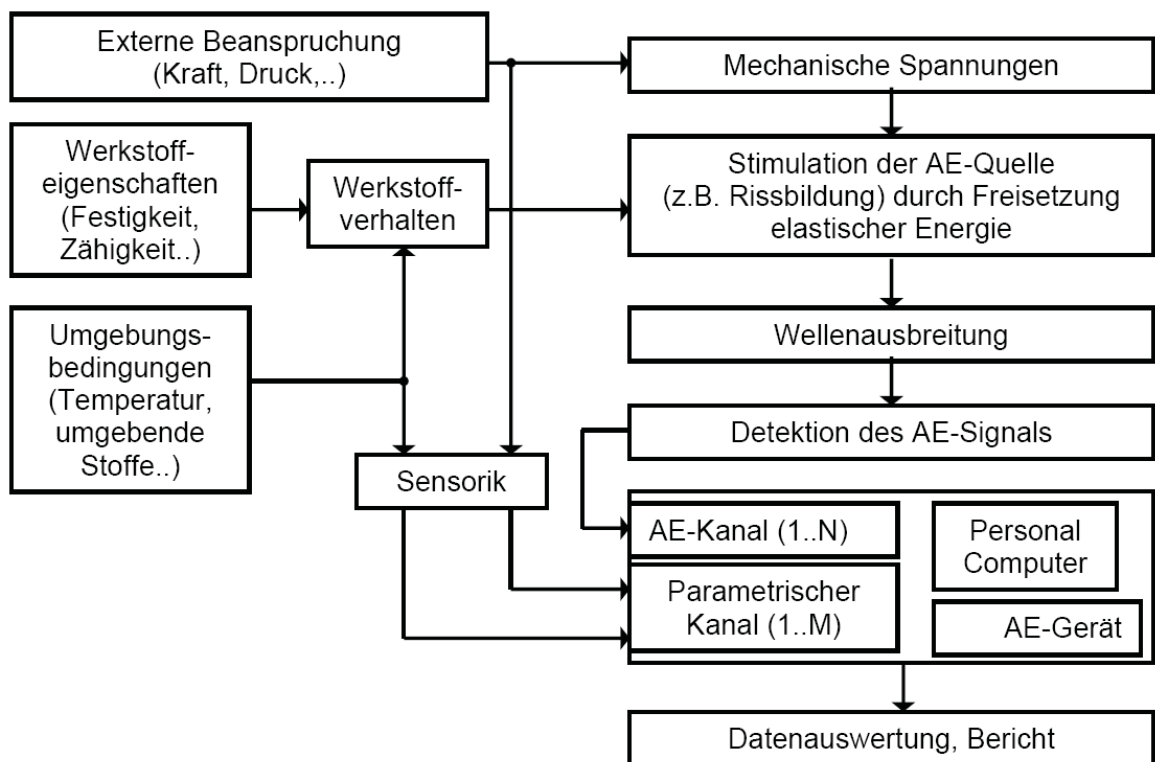 Externe Beanspruchung
(Kraft, Druck,..)
Mechanische Spannungen
Werkstoff-
eigenschaften
(Festigkeit,
Zähigkeit..)
Werkstoff-
verhalten
Stimulation der AE-Quelle
(z.B. Rissbildung) durch Freisetzung
elastischer Energie
Umgebungs-
bedingungen
(Temperatur,
umgebende
Stoffe..)
Wellenausbreitung
Detektion des AE-Signals
Sensorik
AE-Kanal (1..N)
Parametrischer
Kanal (1..M)
Personal
Computer
AE-Gerät
Datenauswertung, Bericht